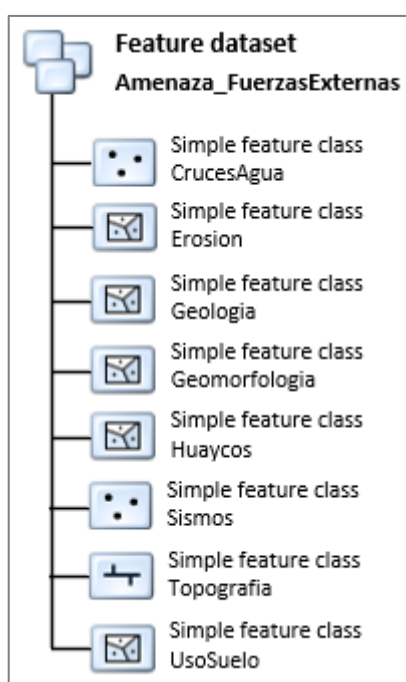 Feature dataset
Amenaza_FuerzasExternas
Simple feature class
CrucesAgua
Simple feature class
Erosion
Simple feature class
Geologia
Simple feature class
Geomorfologia
Simple feature class
Huaycos
Simple feature class
Sismos
Simple feature class
Topografia
Simple feature class
UsoSuelo